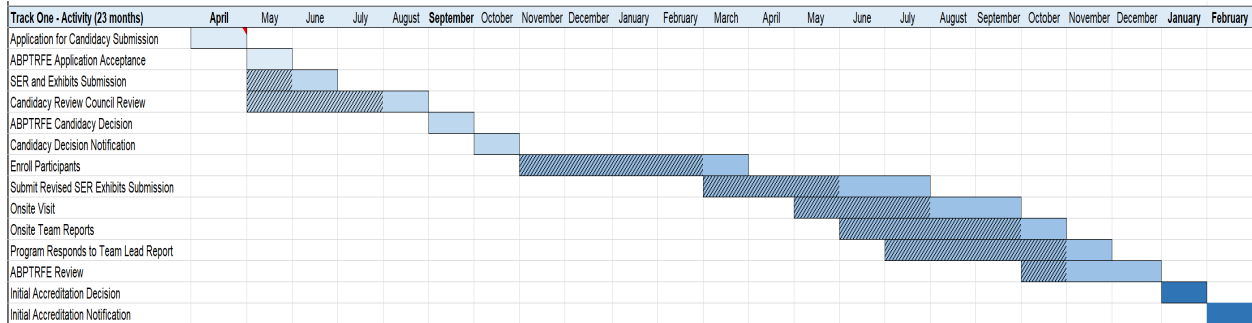 Track One - Activity (23 months) April May June July August September October November December January February March April May June July August September October November December January February
Application for Candidacy Submission
ABPTRFE Application Acceptance
SER and Exhibits Submission
Candidacy Review Council Review
ABPTRFE Candidacy Decision
Candidacy Decision Notification
Enroll Participants
Submit Revised SER Exhibits Submission
Onsite Visit
Onsite Team Reports
Program Responds to Team Lead Report
ABPTRFE Review
Initial Accreditation Decision
Initial Accreditation Notification